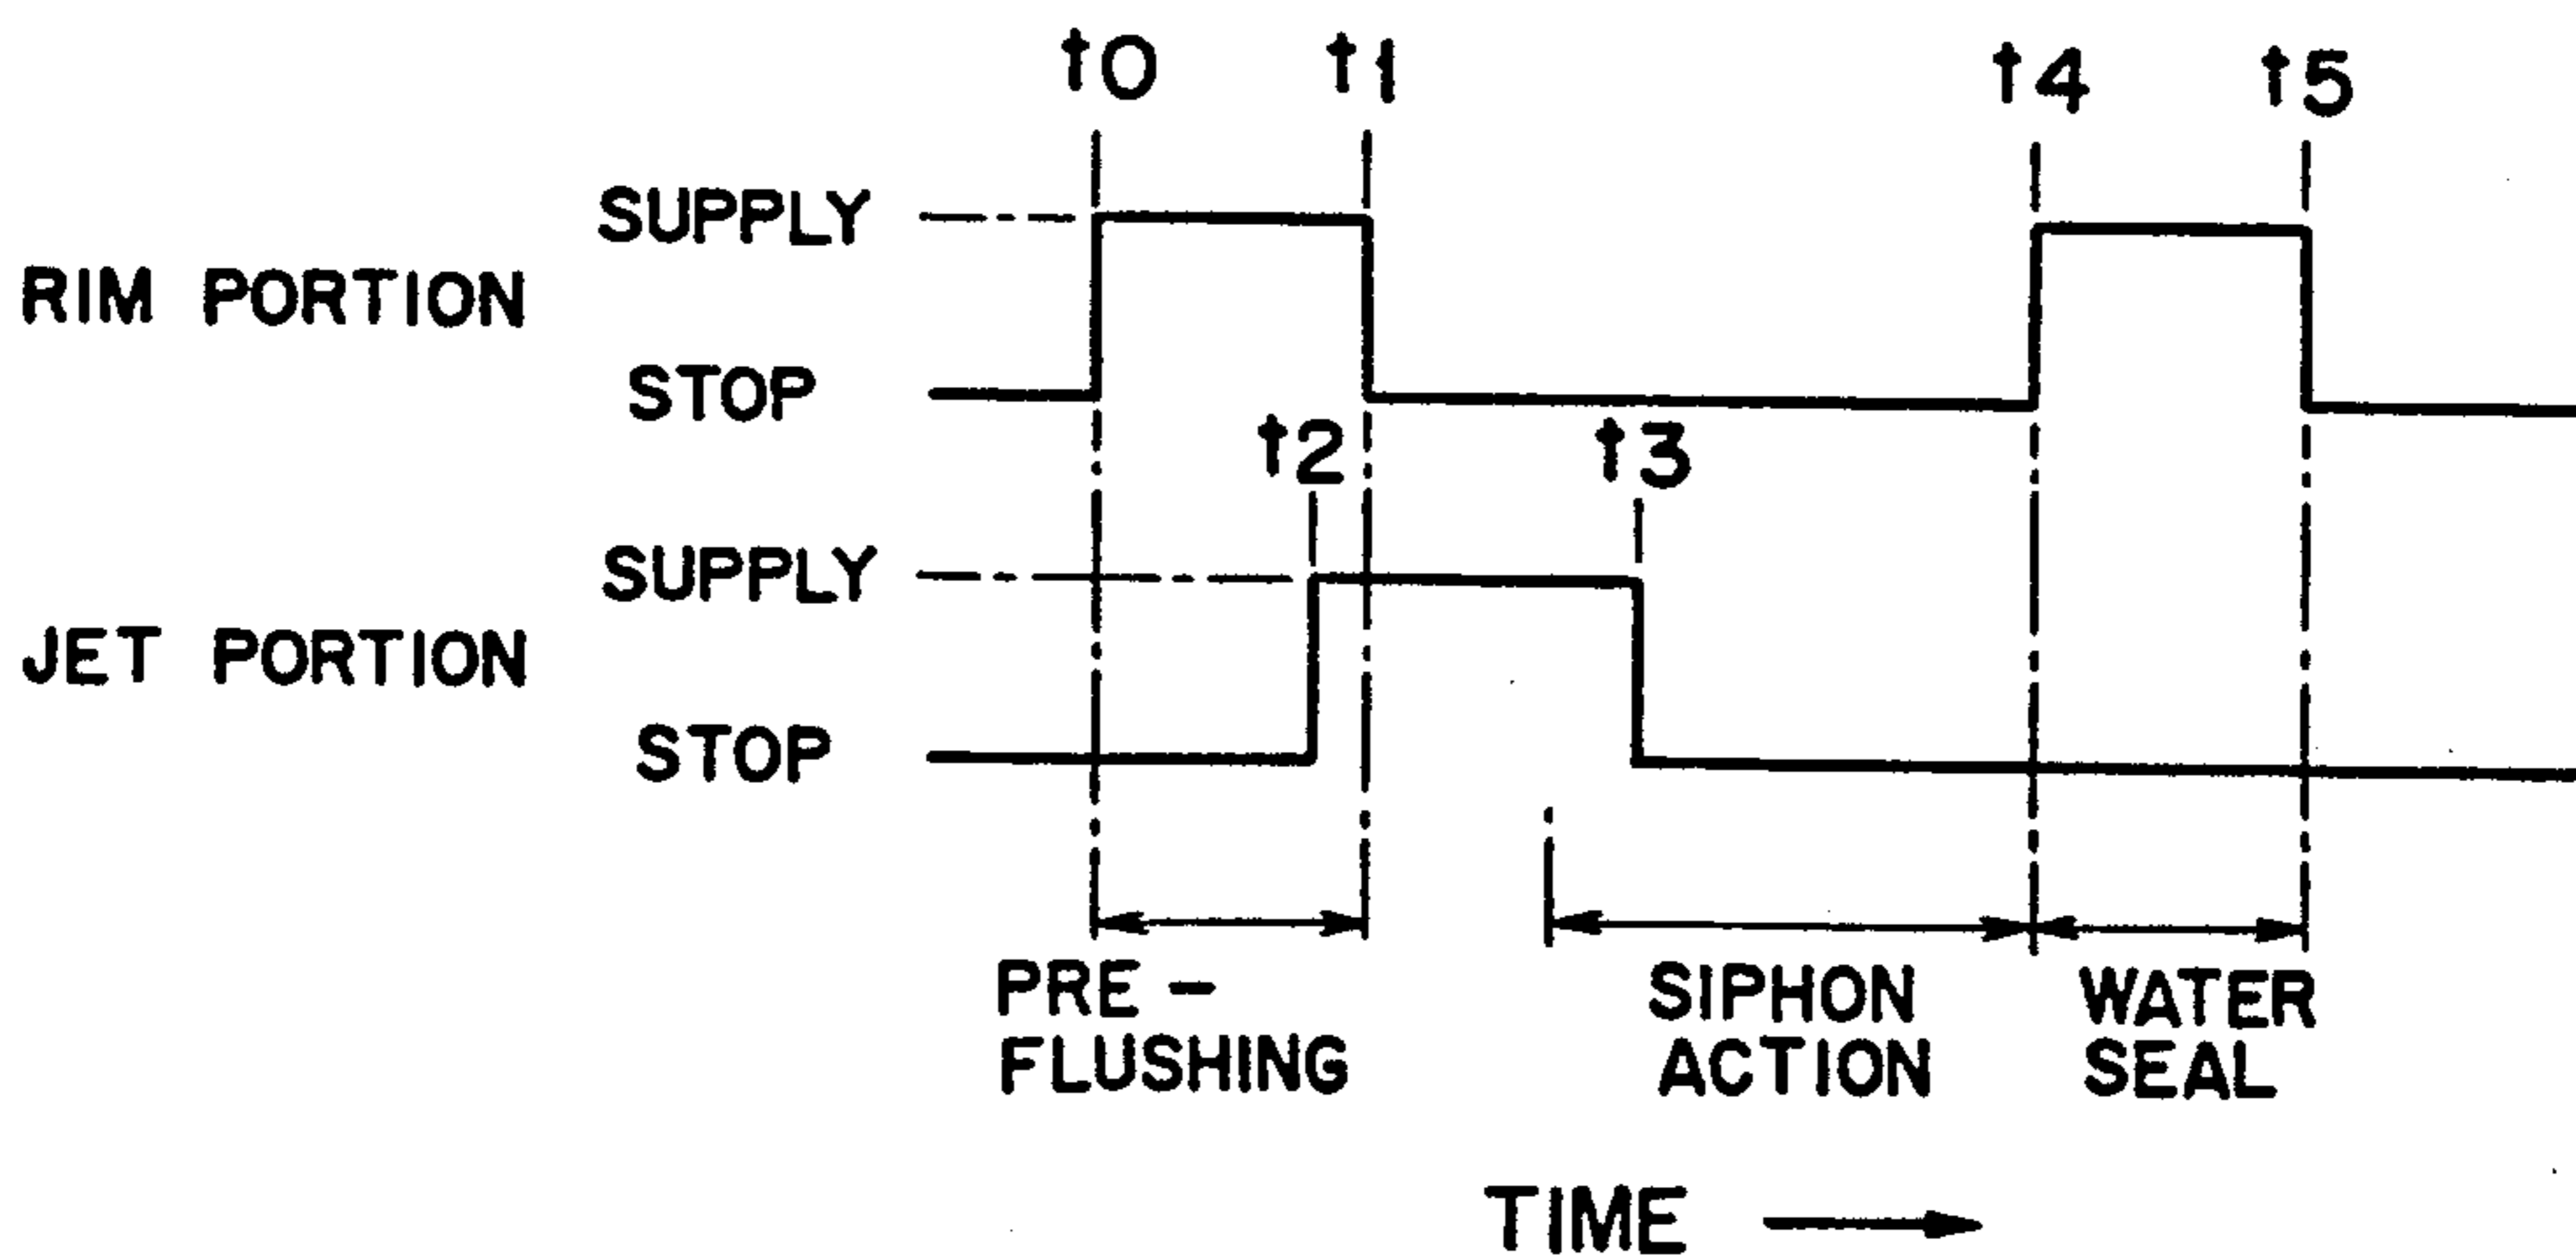 t0 t1 t4 t5
SUPPLY
RIM PORTION
STOP
t2 t3
SUPPLY
JET PORTION
STOP
PRE-
FLUSHING
SIPHON
ACTION
WATER
SEAL
TIME